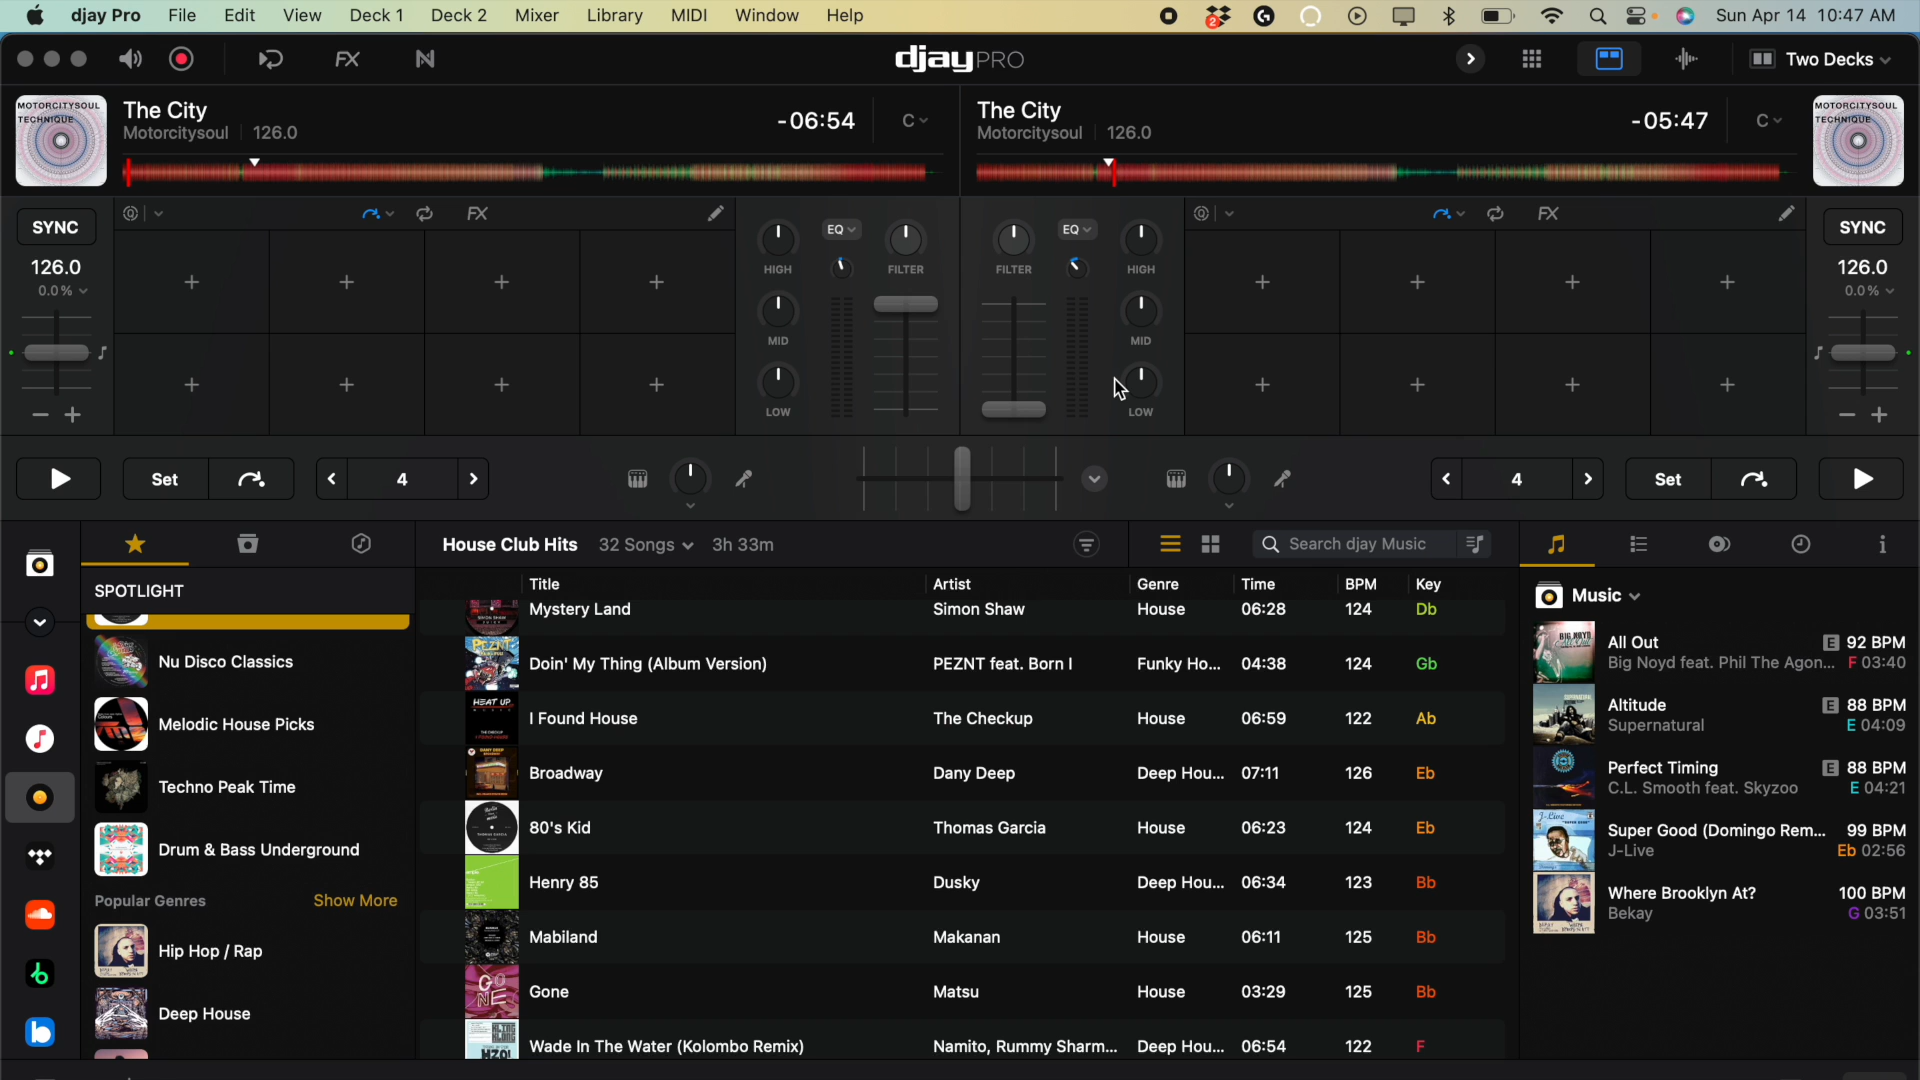 djay Pro File Edit View Deck 1 Deck 2 Mixer Library MIDI Window Help 2 Sun Apr 14 10:47 AM
FX djay PRO Two Decks
MOTORCITYSOUL
TECHNIQUE
The City
Motorcitysoul 126.0
-06:54 C
The City
Motorcitysoul 126.0
-05:47 C
MOTORCITYSOUL
TECHNIQUE
SYNC
126.0
0.0%
Q FX
HIGH EQ FILTER
MID
LOW
FILTER EQ HIGH
MID
LOW
Q FX
SYNC
126.0
0.0%
Set 4 4 Set
SPOTLIGHT
Nu Disco Classics
Melodic House Picks
Techno Peak Time
Drum & Bass Underground
Popular Genres Show More
Hip Hop / Rap
Deep House
House Club Hits 32 Songs 3h 33m Search djay Music
Title Artist Genre Time BPM Key
Mystery Land Simon Shaw House 06:28 124 Db
Doin' My Thing (Album Version) PEZNT feat. Born I Funky Ho... 04:38 124 Gb
I Found House The Checkup House 06:59 122 Ab
Broadway Dany Deep Deep Hou... 07:11 126 Eb
80's Kid Thomas Garcia House 06:23 124 Eb
Henry 85 Dusky Deep Hou... 06:34 123 Bb
Mabiland Makanan House 06:11 125 Bb
Gone Matsu House 03:29 125 Bb
Wade In The Water (Kolombo Remix) Namito, Rummy Sharm... Deep Hou... 06:54 122 F
Music
All Out E 92 BPM
Big Noyd feat. Phil The Agon... F 03:40
Altitude E 88 BPM
Supernatural E 04:09
Perfect Timing E 88 BPM
C.L. Smooth feat. Skyzoo E 04:21
Super Good (Domingo Rem... 99 BPM
J-Live Eb 02:56
Where Brooklyn At? 100 BPM
Bekay G 03:51